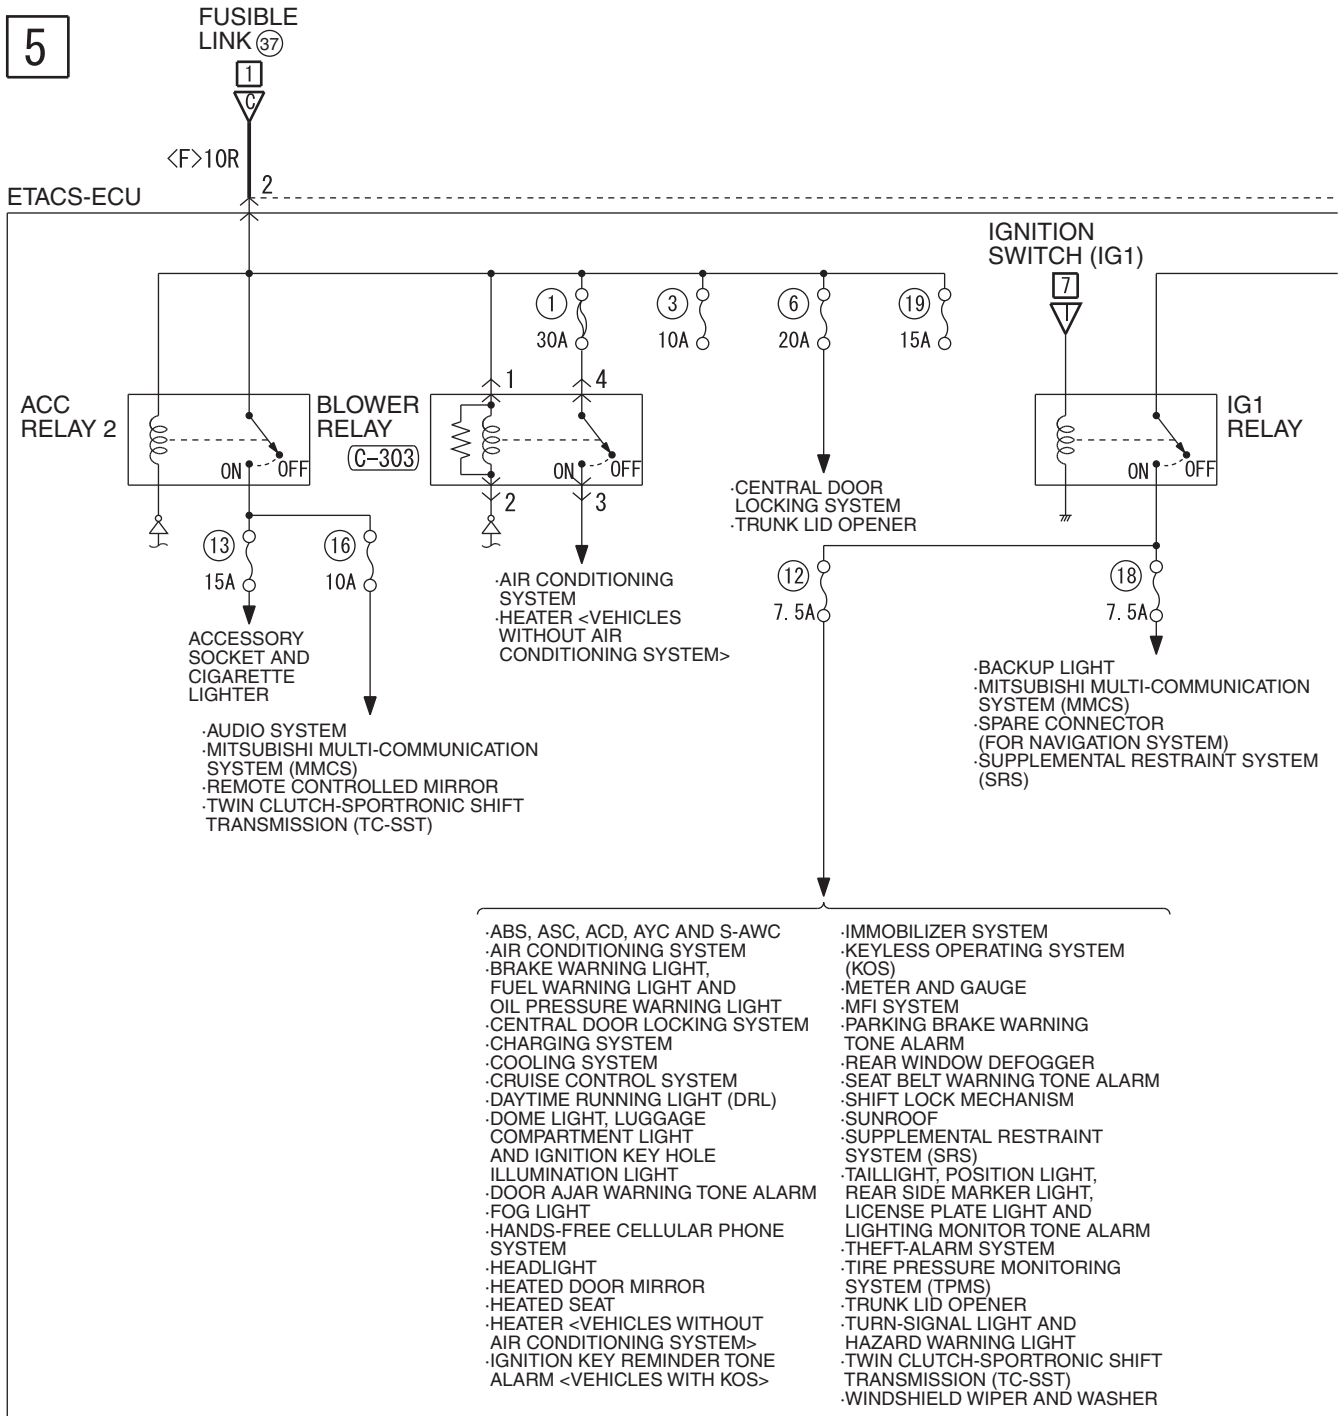 5
FUSIBLE
LINK 37
1
C
<F>10R
2
ETACS-ECU
IGNITION
SWITCH (IG1)
7
I
1
30A
3
10A
6
20A
19
15A
ACC
RELAY 2
ON
OFF
BLOWER
RELAY
(C-303)
1
4
ON
OFF
2
3
IG1
RELAY
ON
OFF
·CENTRAL DOOR
LOCKING SYSTEM
·TRUNK LID OPENER
13
15A
16
10A
12
7.5A
18
7.5A
ACCESSORY
SOCKET AND
CIGARETTE
LIGHTER
·AIR CONDITIONING
SYSTEM
·HEATER <VEHICLES
WITHOUT AIR
CONDITIONING SYSTEM>
·AUDIO SYSTEM
·MITSUBISHI MULTI-COMMUNICATION
SYSTEM (MMCS)
·REMOTE CONTROLLED MIRROR
·TWIN CLUTCH-SPORTRONIC SHIFT
TRANSMISSION (TC-SST)
·BACKUP LIGHT
·MITSUBISHI MULTI-COMMUNICATION
SYSTEM (MMCS)
·SPARE CONNECTOR
(FOR NAVIGATION SYSTEM)
·SUPPLEMENTAL RESTRAINT SYSTEM
(SRS)
·ABS, ASC, ACD, AYC AND S-AWC
·AIR CONDITIONING SYSTEM
·BRAKE WARNING LIGHT,
FUEL WARNING LIGHT AND
OIL PRESSURE WARNING LIGHT
·CENTRAL DOOR LOCKING SYSTEM
·CHARGING SYSTEM
·COOLING SYSTEM
·CRUISE CONTROL SYSTEM
·DAYTIME RUNNING LIGHT (DRL)
·DOME LIGHT, LUGGAGE
COMPARTMENT LIGHT
AND IGNITION KEY HOLE
ILLUMINATION LIGHT
·DOOR AJAR WARNING TONE ALARM
·FOG LIGHT
·HANDS-FREE CELLULAR PHONE
SYSTEM
·HEADLIGHT
·HEATED DOOR MIRROR
·HEATED SEAT
·HEATER <VEHICLES WITHOUT
AIR CONDITIONING SYSTEM>
·IGNITION KEY REMINDER TONE
ALARM <VEHICLES WITH KOS>
·IMMOBILIZER SYSTEM
·KEYLESS OPERATING SYSTEM
(KOS)
·METER AND GAUGE
·MFI SYSTEM
·PARKING BRAKE WARNING
TONE ALARM
·REAR WINDOW DEFOGGER
·SEAT BELT WARNING TONE ALARM
·SHIFT LOCK MECHANISM
·SUNROOF
·SUPPLEMENTAL RESTRAINT
SYSTEM (SRS)
·TAILLIGHT, POSITION LIGHT,
REAR SIDE MARKER LIGHT,
LICENSE PLATE LIGHT AND
LIGHTING MONITOR TONE ALARM
·THEFT-ALARM SYSTEM
·TIRE PRESSURE MONITORING
SYSTEM (TPMS)
·TRUNK LID OPENER
·TURN-SIGNAL LIGHT AND
HAZARD WARNING LIGHT
·TWIN CLUTCH-SPORTRONIC SHIFT
TRANSMISSION (TC-SST)
·WINDSHIELD WIPER AND WASHER